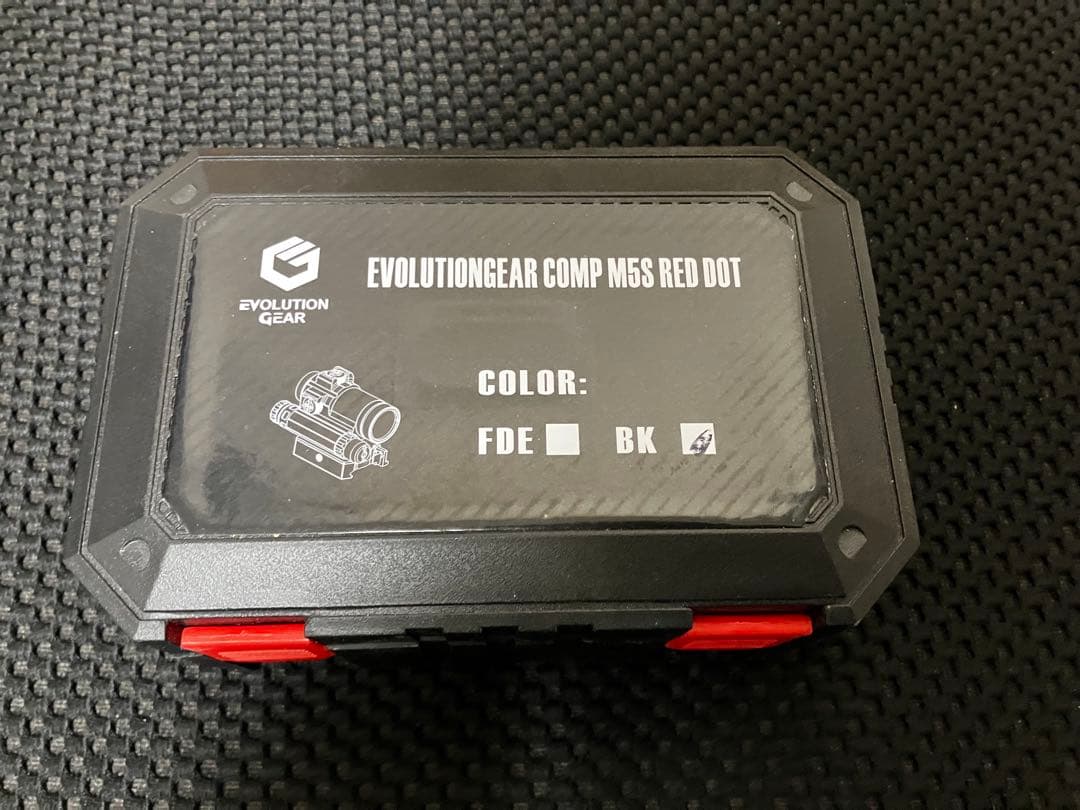 EVOLUTION
GEAR
EVOLUTIONGEAR COMP M5S RED DOT
COLOR:
FDE BK